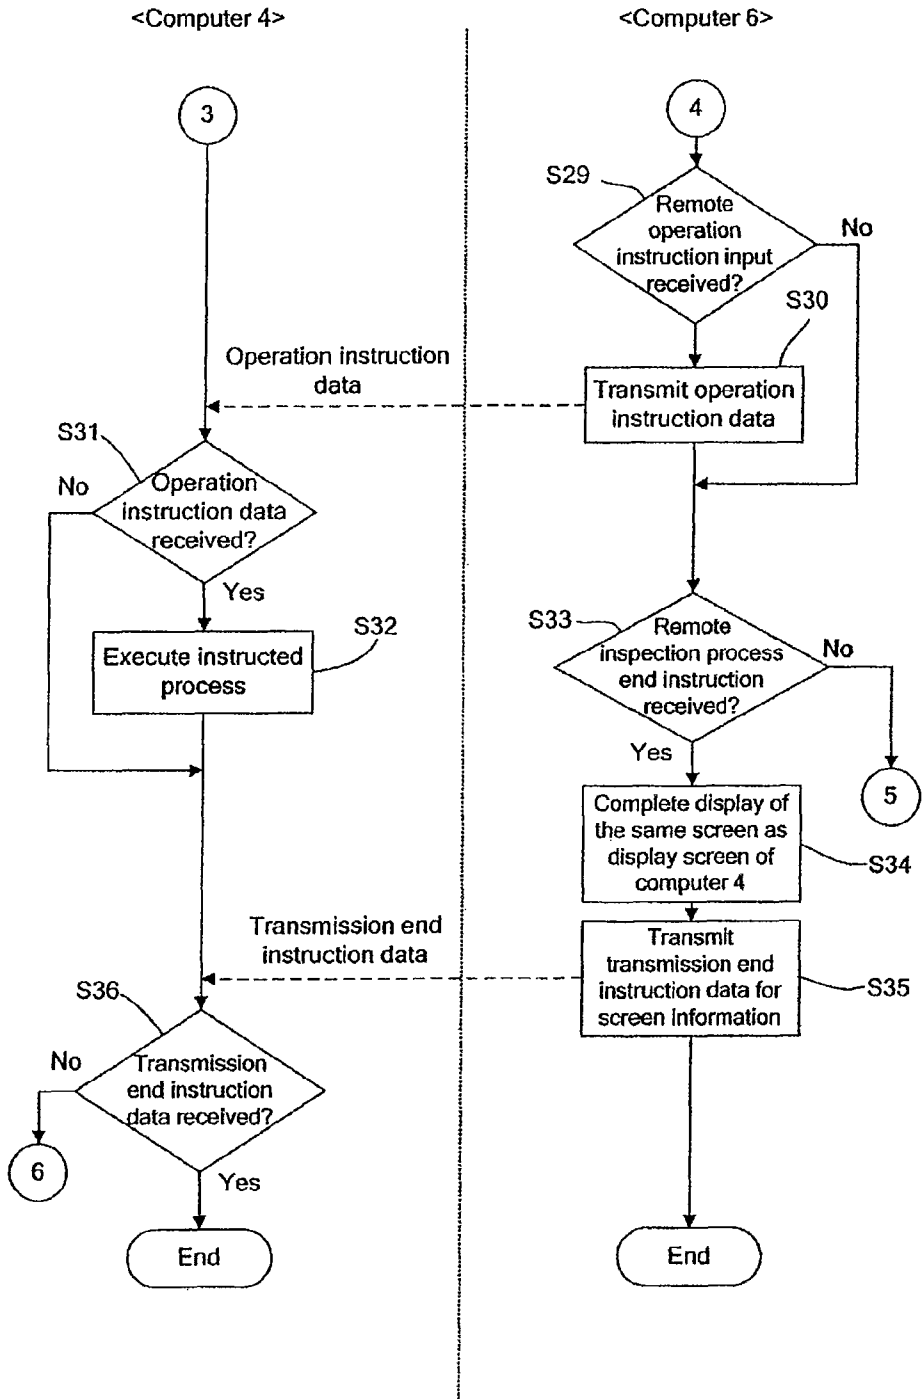 <Computer 4>
<Computer 6>
3
4
S29
Remote
operation
instruction input
received?
No
S30
Operation instruction
data
Transmit operation
instruction data
S31
No
Operation
instruction data
received?
Yes
S32
Execute instructed
process
S33
Remote
inspection process
end instruction
received?
No
Yes
5
Complete display of
the same screen as
display screen of
computer 4
S34
Transmission end
instruction data
Transmit
transmission end
instruction data for
screen information
S35
S36
No
Transmission
end instruction
data received?
6
Yes
End
End